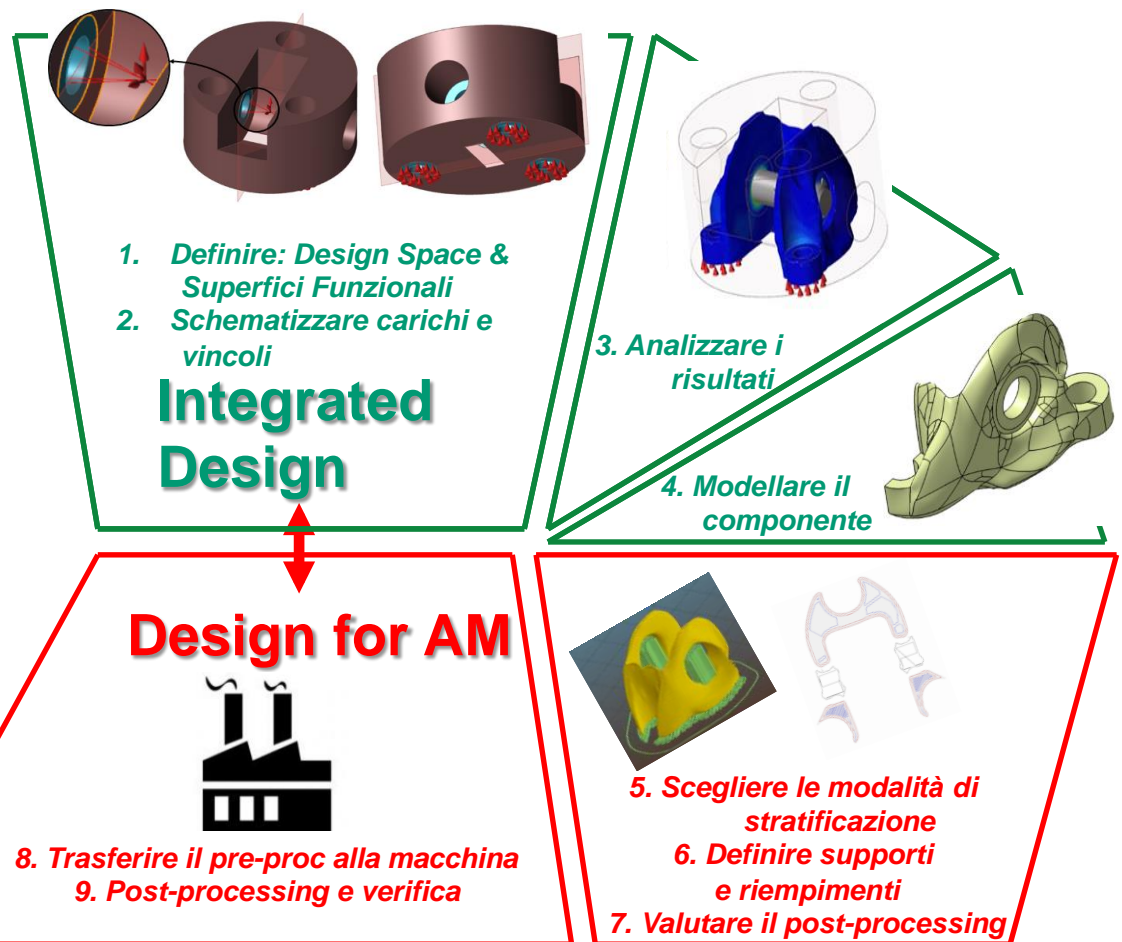 1. Definire: Design Space &
Superfici Funzionali
2. Schematizzare carichi e
vincoli
Integrated
Design
3. Analizzare i
risultati
4. Modellare il
componente
Design for AM
5. Scegliere le modalità di
stratificazione
6. Definire supporti
e riempimenti
7. Valutare il post-processing
8. Trasferire il pre-proc alla macchina
9. Post-processing e verifica